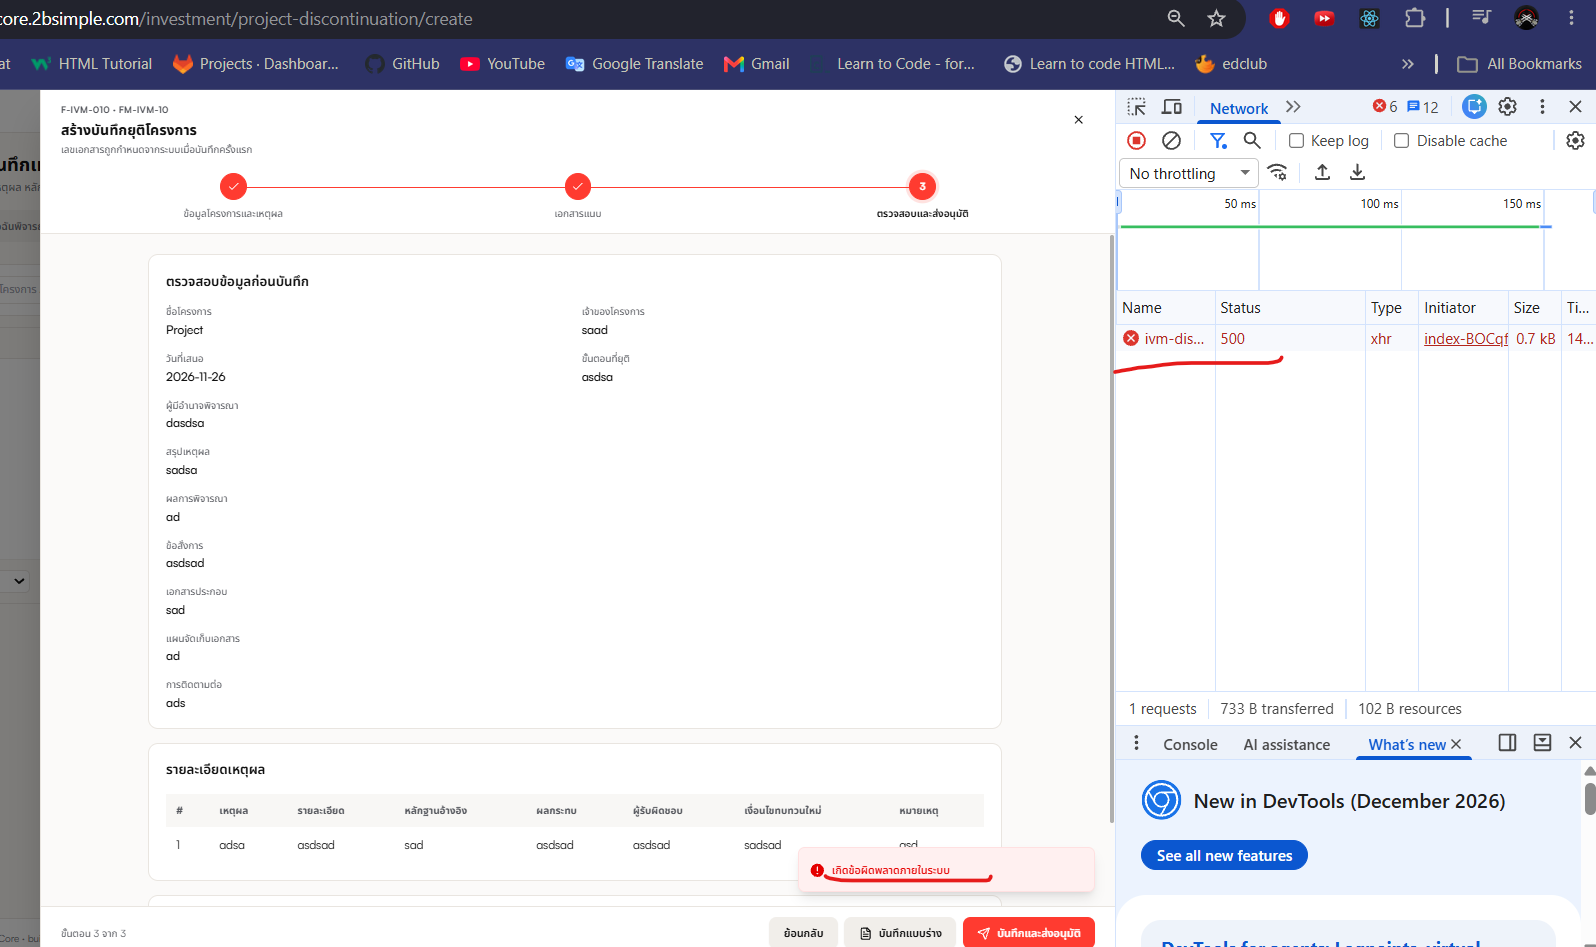 core.2bsimple.com/investment/project-discontinuation/create
HTML Tutorial
Projects · Dashboar...
GitHub
YouTube
Google Translate
Gmail
Learn to Code - for...
Learn to code HTML...
edclub
All Bookmarks
F-IVM-010 · FM-IVM-10
สร้างบันทึกยุติโครงการ
เลขเอกสารถูกกำหนดจากระบบเมื่อบันทึกครั้งแรก
ข้อมูลโครงการและเหตุผล
เอกสารแนบ
3
ตรวจสอบและส่งอนุมัติ
ตรวจสอบข้อมูลก่อนบันทึก
ชื่อโครงการ
Project
เจ้าของโครงการ
saad
วันที่เสนอ
2026-11-26
ขั้นตอนที่ยุติ
asdsa
ผู้มีอำนาจพิจารณา
dasdsa
สรุปเหตุผล
sadsa
ผลการพิจารณา
ad
ข้อสั่งการ
asdsad
เอกสารประกอบ
sad
แผนจัดเก็บเอกสาร
ad
การติดตามต่อ
ads
รายละเอียดเหตุผล
# เหตุผล รายละเอียด หลักฐานอ้างอิง ผลกระทบ ผู้รับผิดชอบ เงื่อนไขทบทวนใหม่ หมายเหตุ
1 adsa asdsad sad asdsad asdsad sadsad asd
เกิดข้อผิดพลาดภายในระบบ
ขั้นตอน 3 จาก 3
ย้อนกลับ
บันทึกแบบร่าง
บันทึกและส่งอนุมัติ
Network
6
12
Keep log
Disable cache
No throttling
50 ms
100 ms
150 ms
Name Status Type Initiator Size Ti...
ivm-dis... 500 xhr index-BOCqf 0.7 kB 14...
1 requests
733 B transferred
102 B resources
Console
AI assistance
What's new
New in DevTools (December 2026)
See all new features